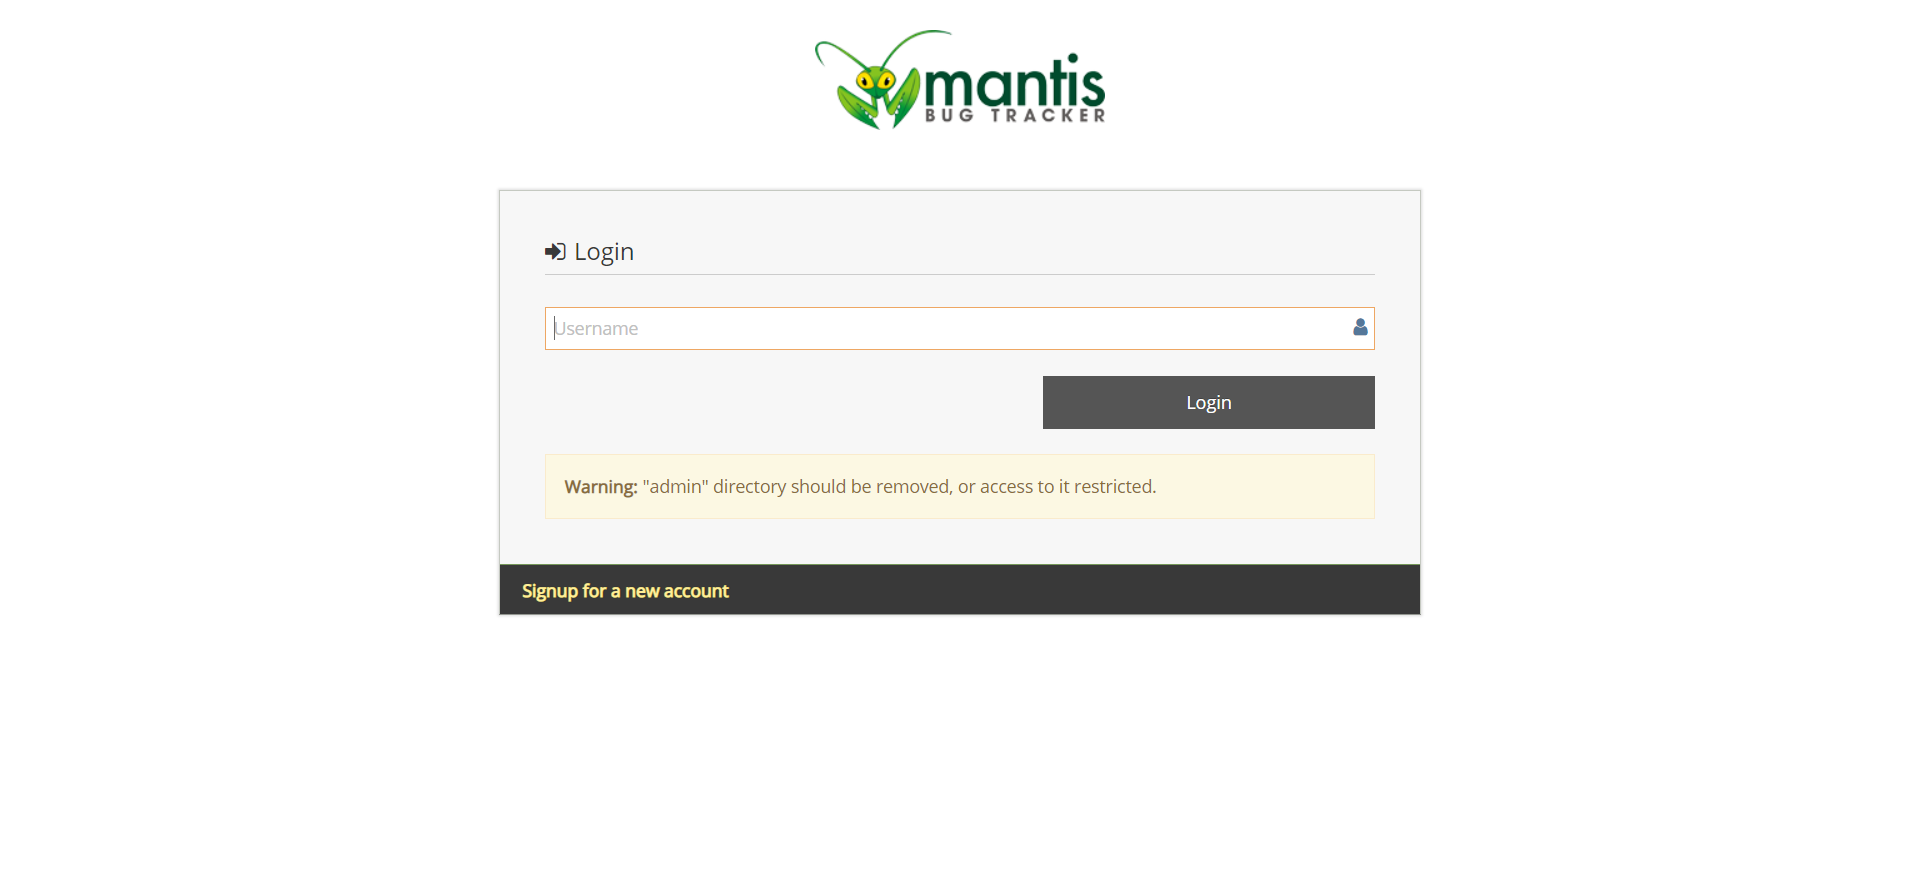 mantis
BUG TRACKER
Login
Username
Login
Warning: "admin" directory should be removed, or access to it restricted.
Signup for a new account